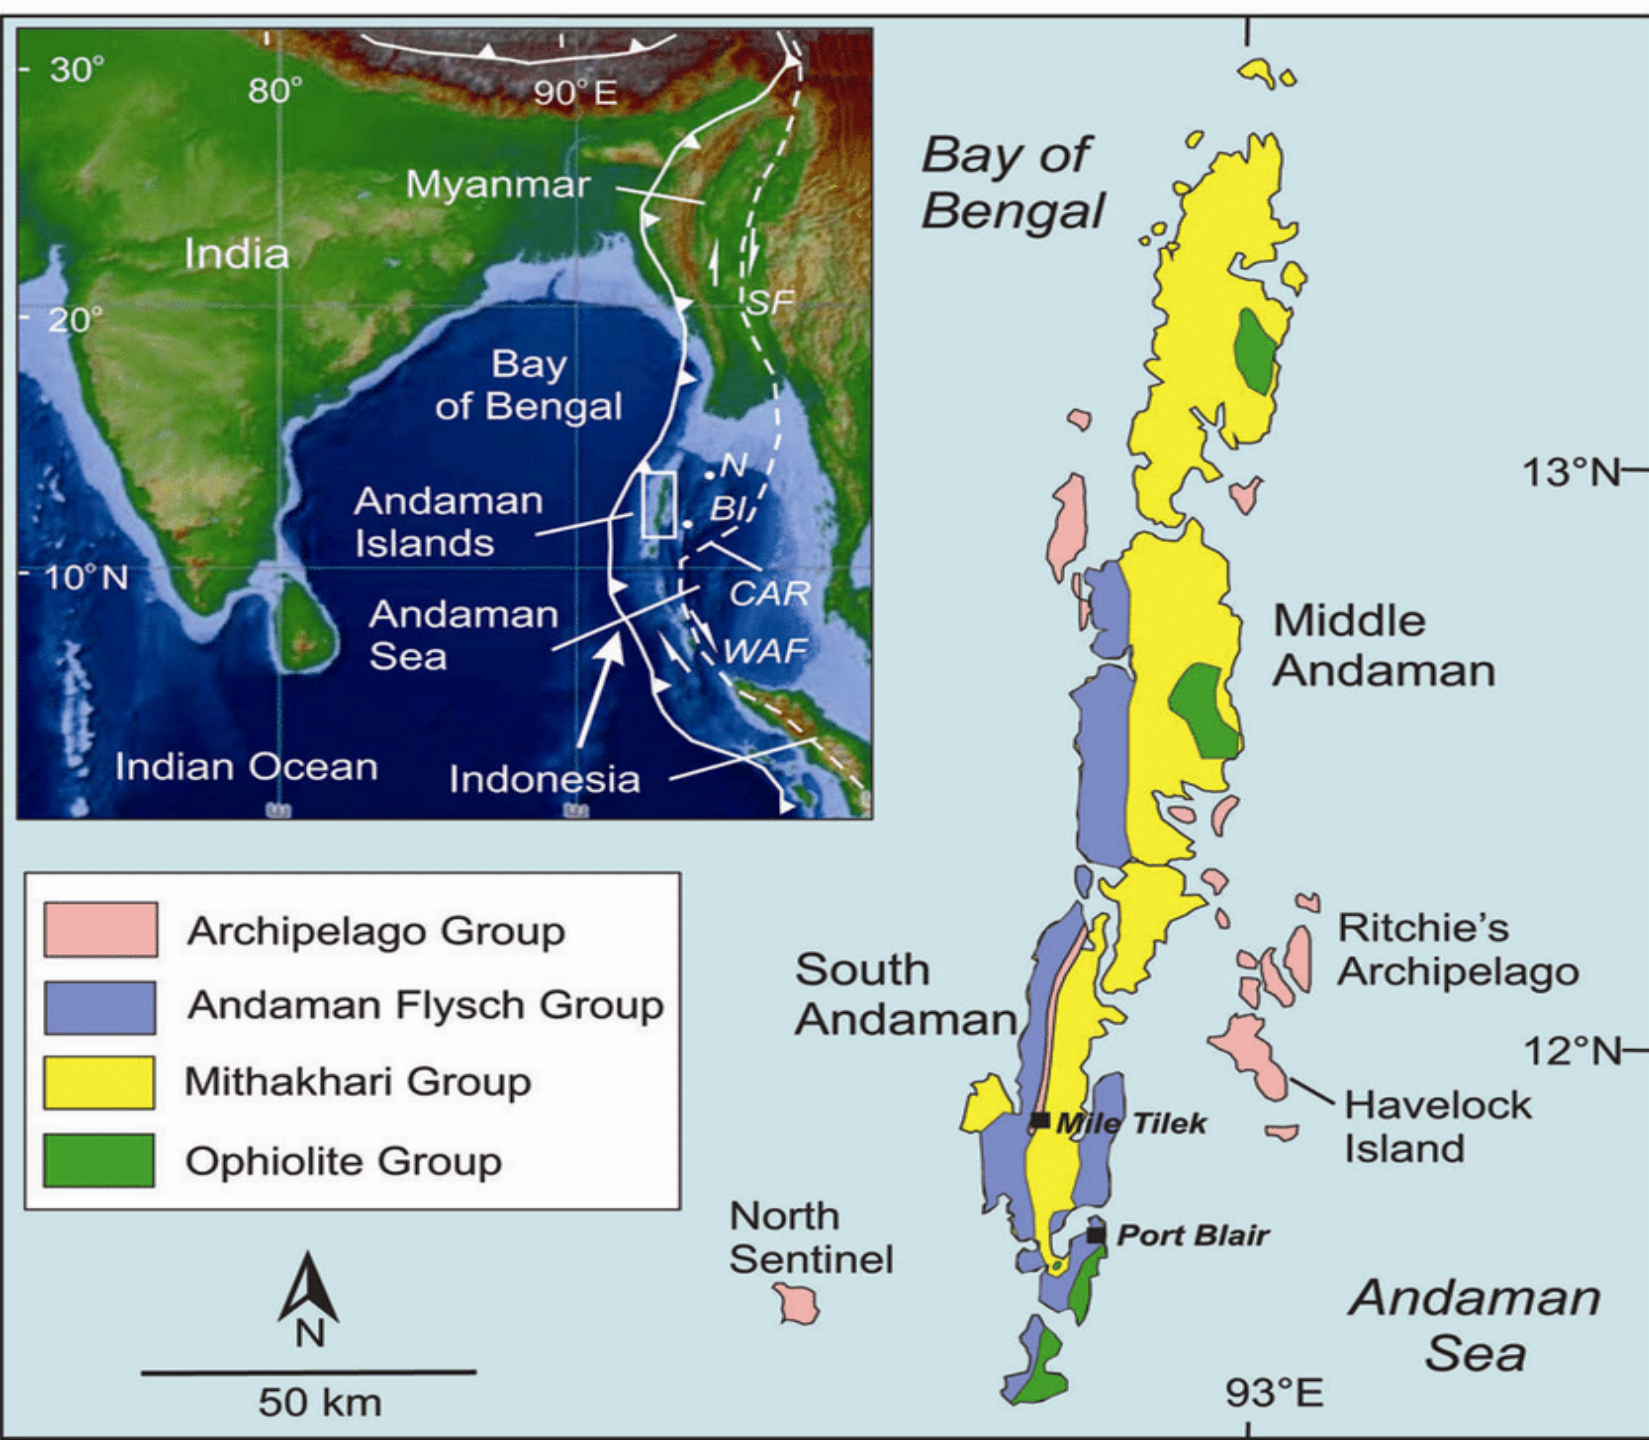 30°
80°
90° E
Myanmar
India
20°
SF
Bay
of Bengal
N
Andaman
Islands
BI
10° N
CAR
Andaman
Sea
WAF
Indian Ocean
Indonesia
Archipelago Group
Andaman Flysch Group
Mithakhari Group
Ophiolite Group
N
50 km
Bay of
Bengal
13°N
Middle
Andaman
Ritchie's
Archipelago
South
Andaman
12°N
Havelock
Island
Mile Tilek
North
Sentinel
Port Blair
Andaman
Sea
93°E